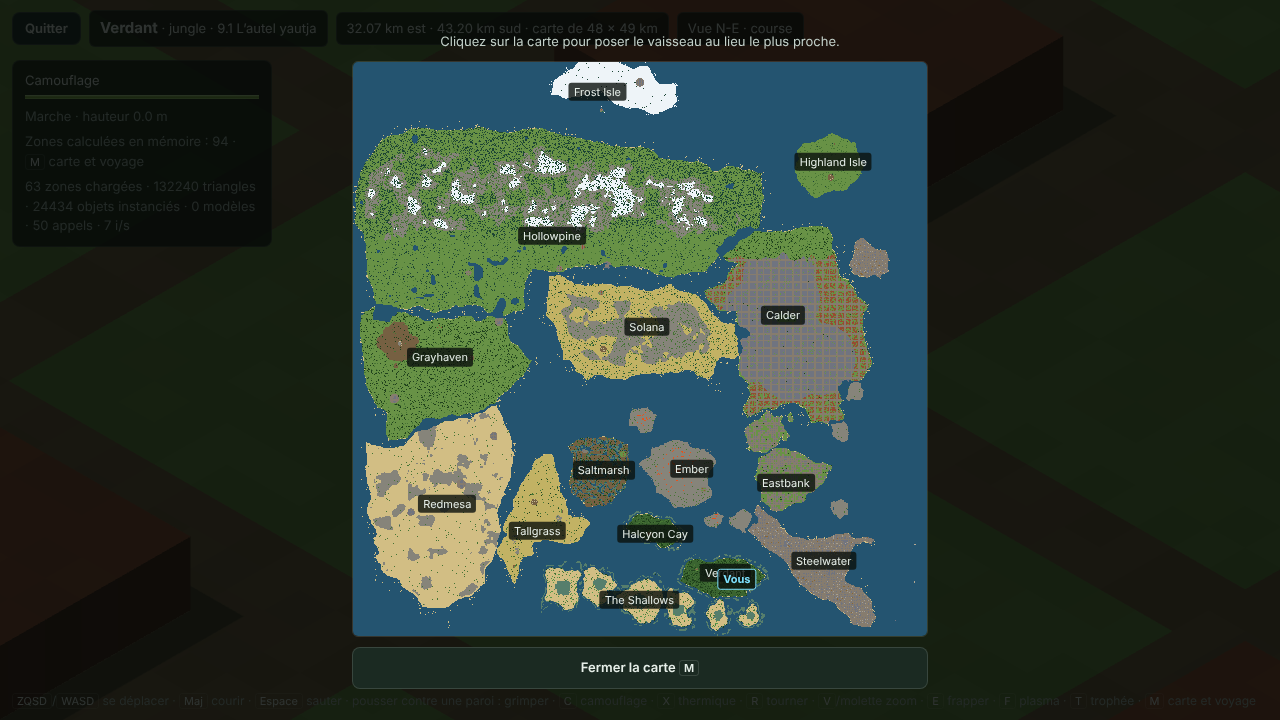 Quitter
Verdant · jungle · 9.1 L'autel yautja
32.07 km est · 43.20 km sud · carte de 48 × 49 km
Vue N-E · course
Cliquez sur la carte pour poser le vaisseau au lieu le plus proche.
Camouflage
Marche · hauteur 0.0 m
Zones calculées en mémoire : 94 ·
M carte et voyage
63 zones chargées · 132240 triangles
· 24434 objets instanciés · 0 modèles
· 50 appels · 7 i/s
Frost Isle
Highland Isle
Hollowpine
Calder
Solana
Grayhaven
Saltmarsh
Ember
Eastbank
Redmesa
Tallgrass
Halcyon Cay
Steelwater
Vous
The Shallows
Fermer la carte M
ZQSD / WASD se déplacer · Maj courir · Espace sauter · pousser contre une paroi : grimper · C camouflage · X thermique · R tourner · V /molette zoom · E frapper · F plasma · T trophée · M carte et voyage